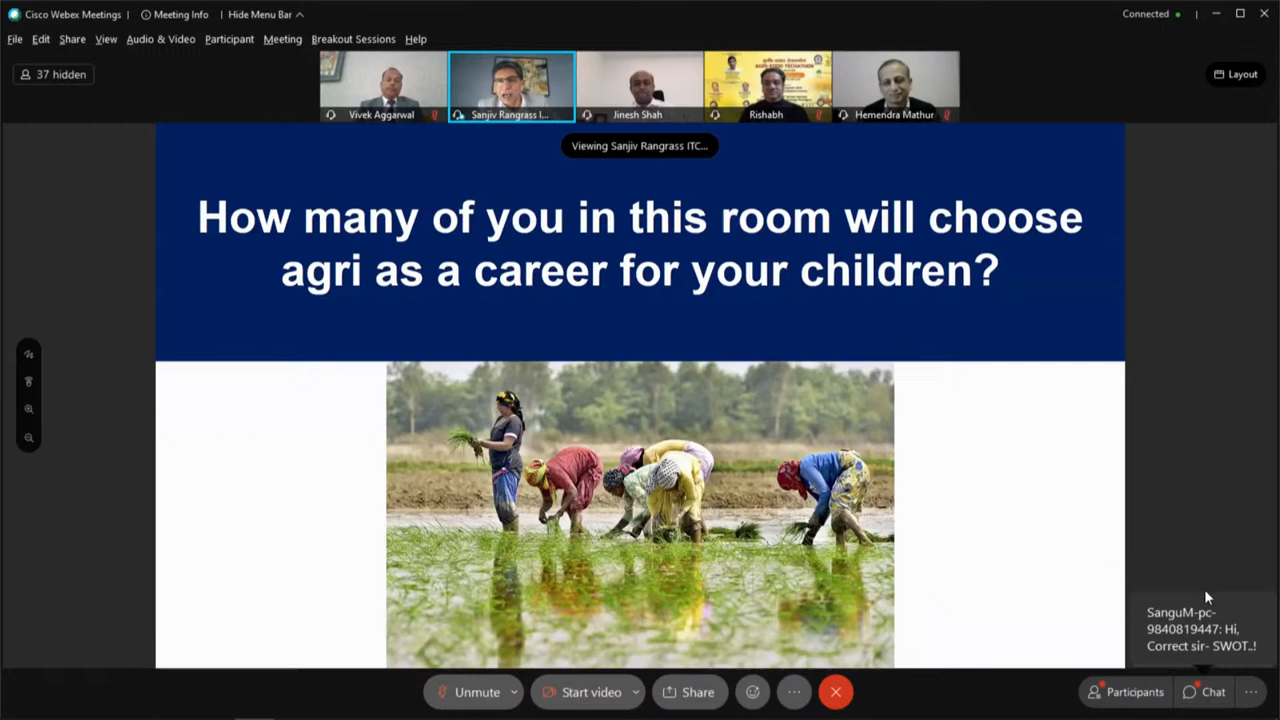 Cisco Webex Meetings
Meeting Info
Hide Menu Bar
Connected
File Edit Share View Audio & Video Participant Meeting Breakout Sessions Help
37 hidden
Layout
AGRI-FOOD TECHATHON
Vivek Aggarwal
Sanjiv Rangrass I...
Jinesh Shah
Rishabh
Hemendra Mathur
Viewing Sanjiv Rangrass ITC...
How many of you in this room will choose
agri as a career for your children?
SanguM-pc-
9840819447: Hi,
Correct sir- SWOT..!
Unmute
Start video
Share
Participants
Chat